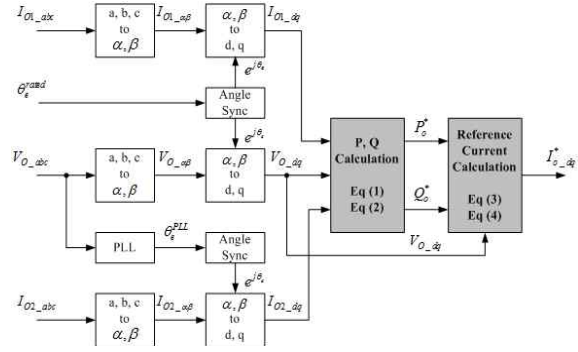 I_{O1_abc}
a, b, c
to
α, β
I_{O1_αβ}
α, β
to
d, q
I_{O1_dq}
e^{jθ_e}
θ_e^{rated}
Angle
Sync
e^{jθ_e}
V_{O_abc}
a, b, c
to
α, β
V_{O_αβ}
α, β
to
d, q
V_{O_dq}
P, Q
Calculation
Eq (1)
Eq (2)
P_o^*
Q_o^*
Reference
Current
Calculation
Eq (3)
Eq (4)
I_{o_dq}^*
V_{O_dq}
PLL
θ_e^{PLL}
Angle
Sync
e^{jθ_e}
I_{O2_abc}
a, b, c
to
α, β
I_{O2_αβ}
α, β
to
d, q
I_{O2_dq}